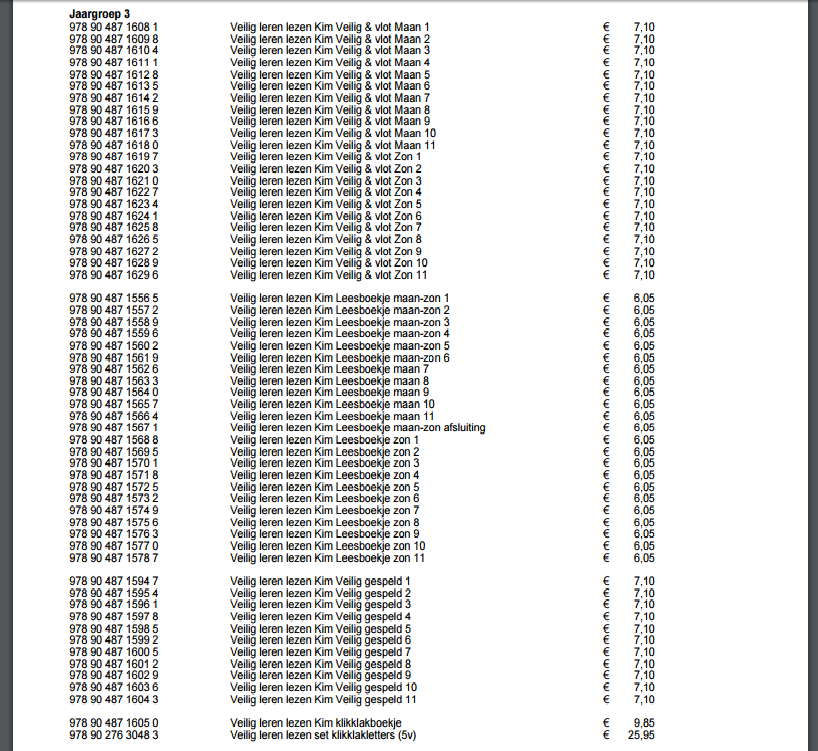 Jaargroep 3
978 90 487 1608 1 Veilig leren lezen Kim Veilig & vlot Maan 1 € 7,10
978 90 487 1609 8 Veilig leren lezen Kim Veilig & vlot Maan 2 € 7,10
978 90 487 1610 4 Veilig leren lezen Kim Veilig & vlot Maan 3 € 7,10
978 90 487 1611 1 Veilig leren lezen Kim Veilig & vlot Maan 4 € 7,10
978 90 487 1612 8 Veilig leren lezen Kim Veilig & vlot Maan 5 € 7,10
978 90 487 1613 5 Veilig leren lezen Kim Veilig & vlot Maan 6 € 7,10
978 90 487 1614 2 Veilig leren lezen Kim Veilig & vlot Maan 7 € 7,10
978 90 487 1615 9 Veilig leren lezen Kim Veilig & vlot Maan 8 € 7,10
978 90 487 1616 6 Veilig leren lezen Kim Veilig & vlot Maan 9 € 7,10
978 90 487 1617 3 Veilig leren lezen Kim Veilig & vlot Maan 10 € 7,10
978 90 487 1618 0 Veilig leren lezen Kim Veilig & vlot Maan 11 € 7,10
978 90 487 1619 7 Veilig leren lezen Kim Veilig & vlot Zon 1 € 7,10
978 90 487 1620 3 Veilig leren lezen Kim Veilig & vlot Zon 2 € 7,10
978 90 487 1621 0 Veilig leren lezen Kim Veilig & vlot Zon 3 € 7,10
978 90 487 1622 7 Veilig leren lezen Kim Veilig & vlot Zon 4 € 7,10
978 90 487 1623 4 Veilig leren lezen Kim Veilig & vlot Zon 5 € 7,10
978 90 487 1624 1 Veilig leren lezen Kim Veilig & vlot Zon 6 € 7,10
978 90 487 1625 8 Veilig leren lezen Kim Veilig & vlot Zon 7 € 7,10
978 90 487 1626 5 Veilig leren lezen Kim Veilig & vlot Zon 8 € 7,10
978 90 487 1627 2 Veilig leren lezen Kim Veilig & vlot Zon 9 € 7,10
978 90 487 1628 9 Veilig leren lezen Kim Veilig & vlot Zon 10 € 7,10
978 90 487 1629 6 Veilig leren lezen Kim Veilig & vlot Zon 11 € 7,10
978 90 487 1556 5 Veilig leren lezen Kim Leesboekje maan-zon 1 € 6,05
978 90 487 1557 2 Veilig leren lezen Kim Leesboekje maan-zon 2 € 6,05
978 90 487 1558 9 Veilig leren lezen Kim Leesboekje maan-zon 3 € 6,05
978 90 487 1559 6 Veilig leren lezen Kim Leesboekje maan-zon 4 € 6,05
978 90 487 1560 2 Veilig leren lezen Kim Leesboekje maan-zon 5 € 6,05
978 90 487 1561 9 Veilig leren lezen Kim Leesboekje maan-zon 6 € 6,05
978 90 487 1562 6 Veilig leren lezen Kim Leesboekje maan 7 € 6,05
978 90 487 1563 3 Veilig leren lezen Kim Leesboekje maan 8 € 6,05
978 90 487 1564 0 Veilig leren lezen Kim Leesboekje maan 9 € 6,05
978 90 487 1565 7 Veilig leren lezen Kim Leesboekje maan 10 € 6,05
978 90 487 1566 4 Veilig leren lezen Kim Leesboekje maan 11 € 6,05
978 90 487 1567 1 Veilig leren lezen Kim Leesboekje maan-zon afsluiting € 6,05
978 90 487 1568 8 Veilig leren lezen Kim Leesboekje zon 1 € 6,05
978 90 487 1569 5 Veilig leren lezen Kim Leesboekje zon 2 € 6,05
978 90 487 1570 1 Veilig leren lezen Kim Leesboekje zon 3 € 6,05
978 90 487 1571 8 Veilig leren lezen Kim Leesboekje zon 4 € 6,05
978 90 487 1572 5 Veilig leren lezen Kim Leesboekje zon 5 € 6,05
978 90 487 1573 2 Veilig leren lezen Kim Leesboekje zon 6 € 6,05
978 90 487 1574 9 Veilig leren lezen Kim Leesboekje zon 7 € 6,05
978 90 487 1575 6 Veilig leren lezen Kim Leesboekje zon 8 € 6,05
978 90 487 1576 3 Veilig leren lezen Kim Leesboekje zon 9 € 6,05
978 90 487 1577 0 Veilig leren lezen Kim Leesboekje zon 10 € 6,05
978 90 487 1578 7 Veilig leren lezen Kim Leesboekje zon 11 € 6,05
978 90 487 1594 7 Veilig leren lezen Kim Veilig gespeld 1 € 7,10
978 90 487 1595 4 Veilig leren lezen Kim Veilig gespeld 2 € 7,10
978 90 487 1596 1 Veilig leren lezen Kim Veilig gespeld 3 € 7,10
978 90 487 1597 8 Veilig leren lezen Kim Veilig gespeld 4 € 7,10
978 90 487 1598 5 Veilig leren lezen Kim Veilig gespeld 5 € 7,10
978 90 487 1599 2 Veilig leren lezen Kim Veilig gespeld 6 € 7,10
978 90 487 1600 5 Veilig leren lezen Kim Veilig gespeld 7 € 7,10
978 90 487 1601 2 Veilig leren lezen Kim Veilig gespeld 8 € 7,10
978 90 487 1602 9 Veilig leren lezen Kim Veilig gespeld 9 € 7,10
978 90 487 1603 6 Veilig leren lezen Kim Veilig gespeld 10 € 7,10
978 90 487 1604 3 Veilig leren lezen Kim Veilig gespeld 11 € 7,10
978 90 487 1605 0 Veilig leren lezen Kim klikklakboekje € 9,85
978 90 276 3048 3 Veilig leren lezen set klikklakletters (5v) € 25,95